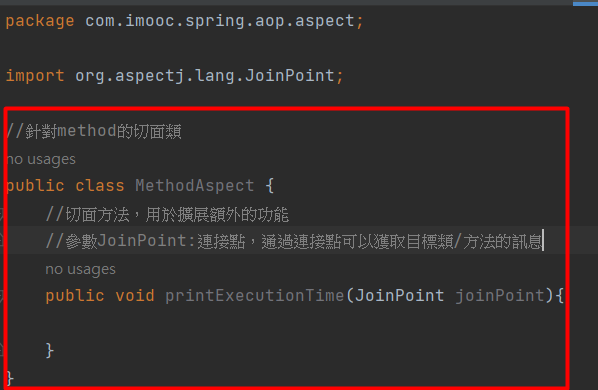 package com.imooc.spring.aop.aspect;
import org.aspectj.lang.JoinPoint;
//針對method的切面類
no usages
public class MethodAspect {
//切面方法，用於擴展額外的功能
//參數JoinPoint:連接點，通過連接點可以獲取目標類/方法的訊息
no usages
public void printExecutionTime(JoinPoint joinPoint){
}
}